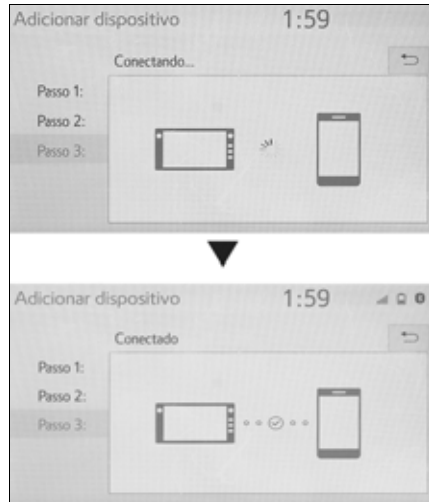 Adicionar dispositivo 1:59
Conectando...
Passo 1:
Passo 2:
Passo 3:
Adicionar dispositivo 1:59
Conectado
Passo 1:
Passo 2:
Passo 3: